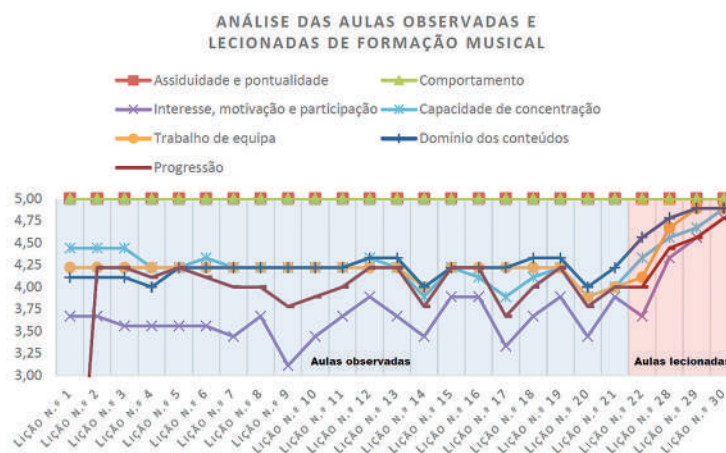 ANÁLISE DAS AULAS OBSERVADAS E
LECIONADAS DE FORMAÇÃO MUSICAL
Assiduidade e pontualidade
Comportamento
Interesse, motivação e participação
Capacidade de concentração
Trabalho de equipa
Domínio dos conteúdos
Progressão
5,00
4,75
4,50
4,25
4,00
3,75
3,50
3,25
3,00
Aulas observadas
Aulas lecionadas
LIÇÃO N.º 1
LIÇÃO N.º 2
LIÇÃO N.º 3
LIÇÃO N.º 4
LIÇÃO N.º 5
LIÇÃO N.º 6
LIÇÃO N.º 7
LIÇÃO N.º 8
LIÇÃO N.º 9
LIÇÃO N.º 10
LIÇÃO N.º 11
LIÇÃO N.º 12
LIÇÃO N.º 13
LIÇÃO N.º 14
LIÇÃO N.º 15
LIÇÃO N.º 16
LIÇÃO N.º 17
LIÇÃO N.º 18
LIÇÃO N.º 19
LIÇÃO N.º 20
LIÇÃO N.º 21
LIÇÃO N.º 22
LIÇÃO N.º 28
LIÇÃO N.º 29
LIÇÃO N.º 30